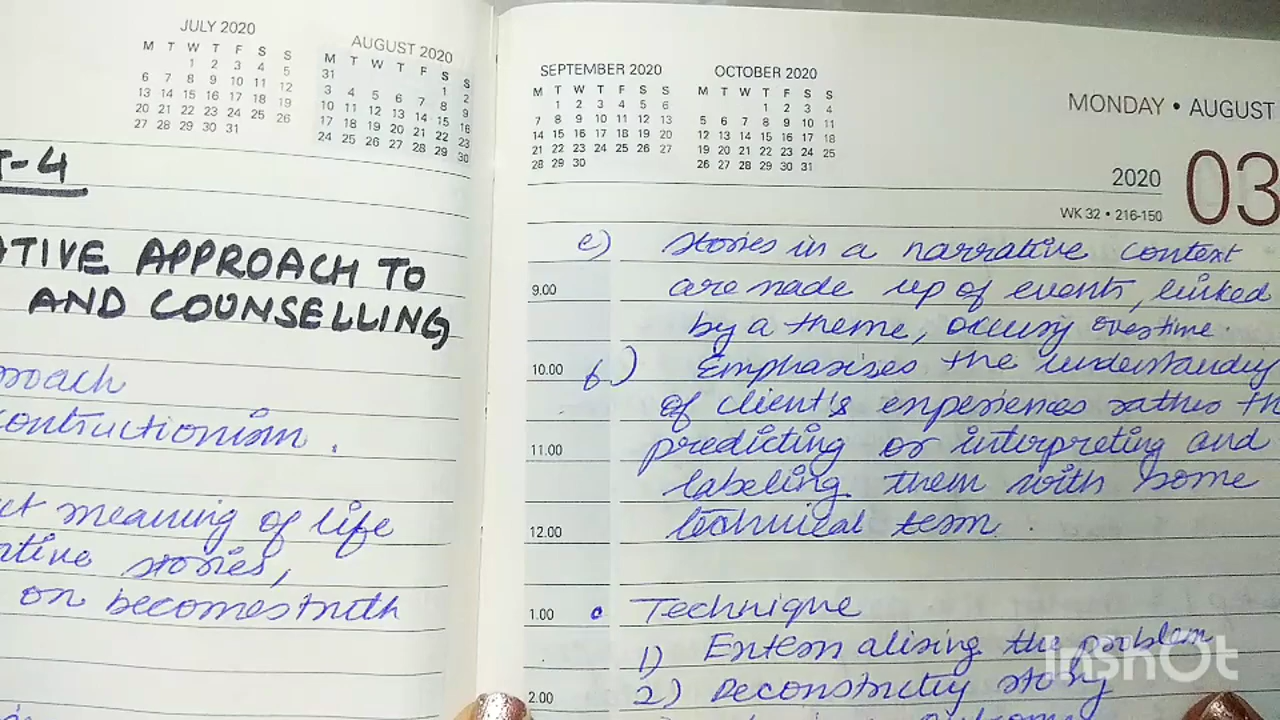 JULY 2020
M T W T F S S
1 2 3 4 5
6 7 8 9 10 11 12
13 14 15 16 17 18 19
20 21 22 23 24 25 26
27 28 29 30 31
AUGUST 2020
M T W T F S S
31 1 2
3 4 5 6 7 8 9
10 11 12 13 14 15 16
17 18 19 20 21 22 23
24 25 26 27 28 29 30
T-4
ATIVE APPROACH TO
AND COUNSELLING
roach
contructionism.
ct meaning of life
ative stories,
on becomes truth
SEPTEMBER 2020
M T W T F S S
1 2 3 4 5 6
7 8 9 10 11 12 13
14 15 16 17 18 19 20
21 22 23 24 25 26 27
28 29 30
OCTOBER 2020
M T W T F S S
1 2 3 4
5 6 7 8 9 10 11
12 13 14 15 16 17 18
19 20 21 22 23 24 25
26 27 28 29 30 31
MONDAY • AUGUST
2020 03
WK 32 • 216-150
e) stories in a narrative context
9.00 are made up of events, linked
by a theme, occuring overtime.
10.00 f) Emphasizes the understanding
of client's experiences rather th
11.00 predicting or interpreting and
labeling them with some
12.00 technical term.
1.00 Technique
1) Externalising the problem
2.00 2) Deconstructing story
InShOt